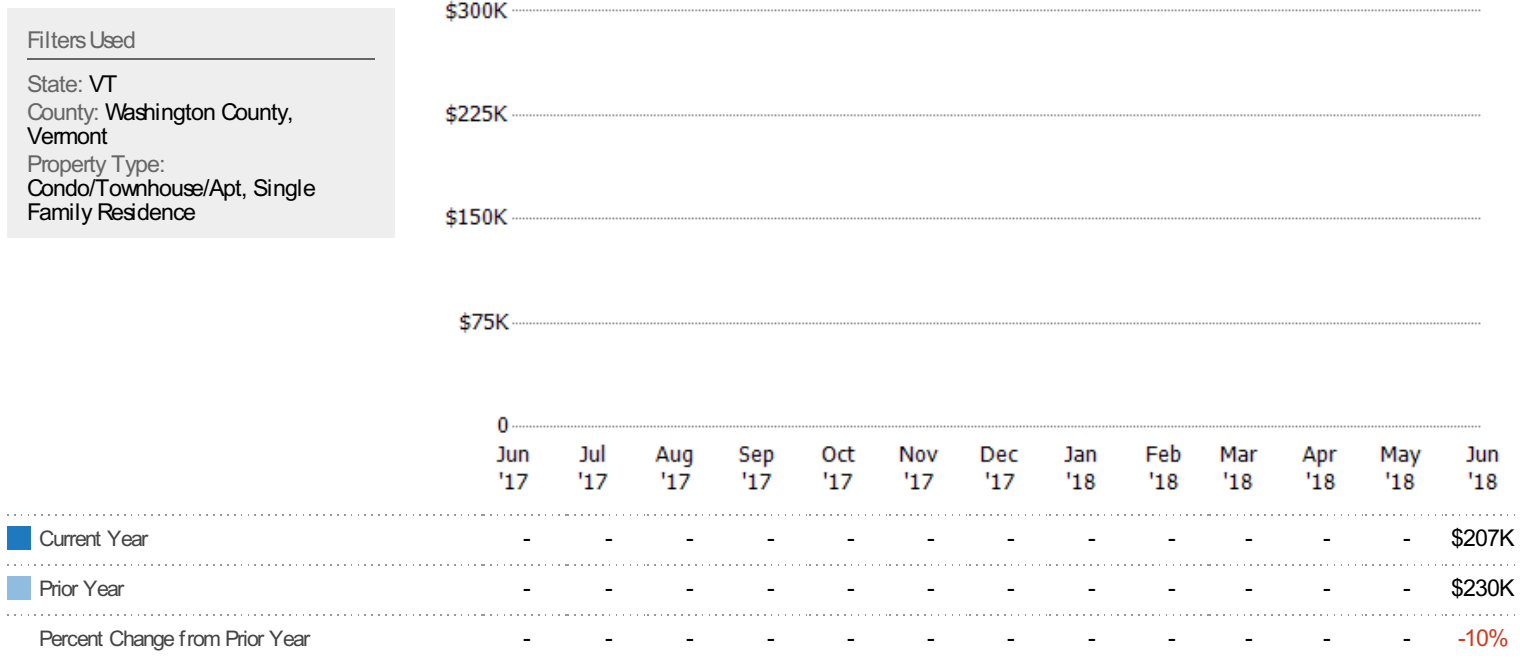 Filters Used
State: VT
County: Washington County,
Vermont
Property Type:
Condo/Townhouse/Apt, Single
Family Residence
$300K
$225K
$150K
$75K
0
Jun Jul Aug Sep Oct Nov Dec Jan Feb Mar Apr May Jun
'17 '17 '17 '17 '17 '17 '17 '18 '18 '18 '18 '18 '18
Current Year - - - - - - - - - - - - $207K
Prior Year - - - - - - - - - - - - $230K
Percent Change from Prior Year - - - - - - - - - - - - -10%